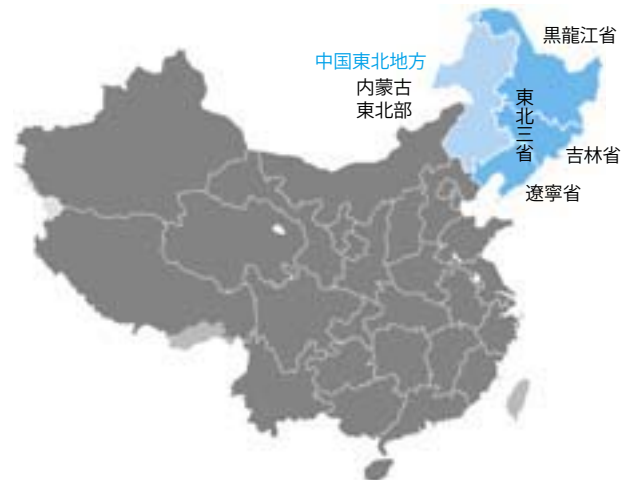 黒龍江省
中国東北地方
内蒙古
東北部
東北三省
吉林省
遼寧省